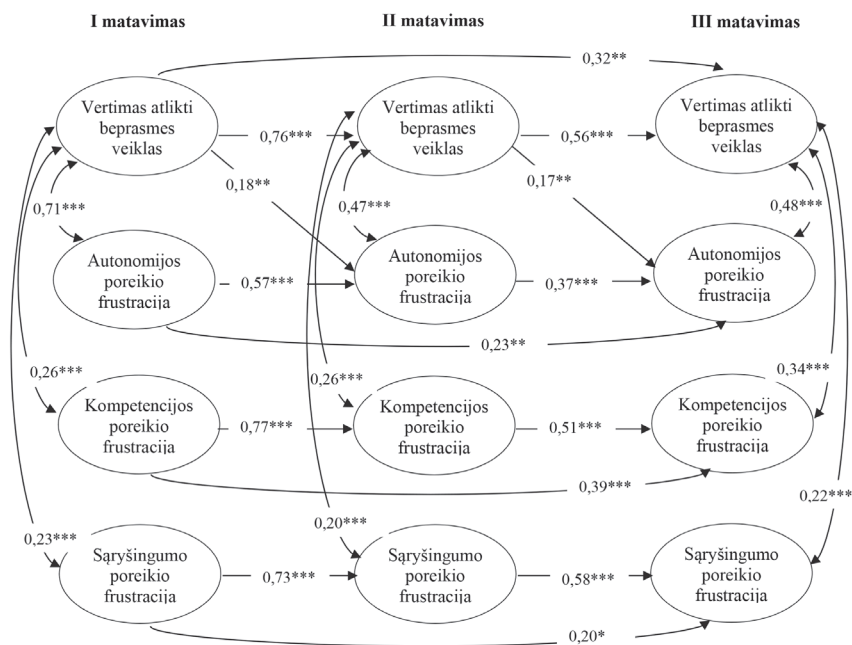 I matavimas
II matavimas
III matavimas
0,32**
Vertimas atlikti
beprasmes
veiklas
0,76***
Vertimas atlikti
beprasmes
veiklas
0,56***
Vertimas atlikti
beprasmes
veiklas
0,18**
0,17**
0,71***
0,47***
0,48***
Autonomijos
poreikio
frustracija
0,57***
Autonomijos
poreikio
frustracija
0,37***
Autonomijos
poreikio
frustracija
0,23**
0,26***
0,26***
0,34***
Kompetencijos
poreikio
frustracija
0,77***
Kompetencijos
poreikio
frustracija
0,51***
Kompetencijos
poreikio
frustracija
0,39***
0,22***
0,23***
0,20***
Sąryšingumo
poreikio
frustracija
0,73***
Sąryšingumo
poreikio
frustracija
0,58***
Sąryšingumo
poreikio
frustracija
0,20*